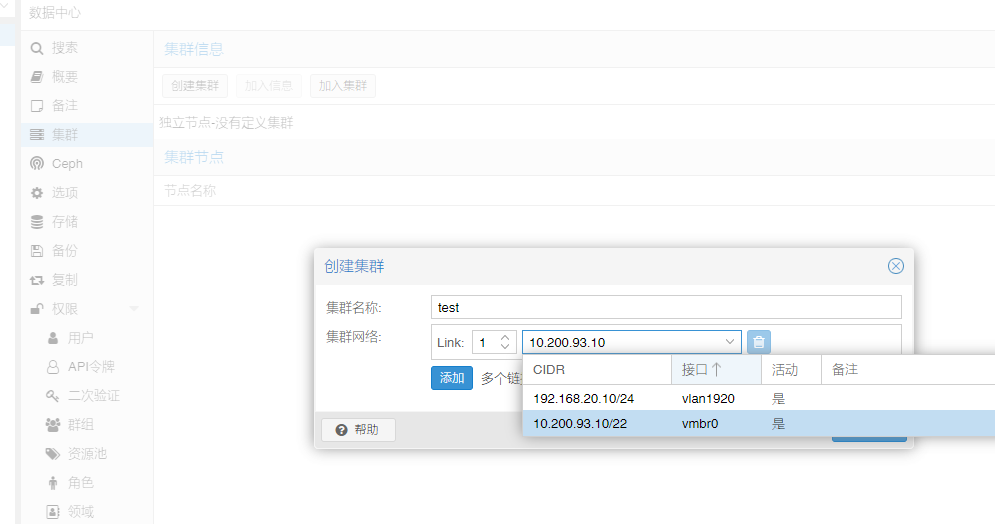 数据中心
搜索
概要
备注
集群
Ceph
选项
存储
备份
复制
权限
用户
API令牌
二次验证
群组
资源池
角色
领域
集群信息
创建集群 加入信息 加入集群
独立节点-没有定义集群
集群节点
节点名称
创建集群
集群名称: test
集群网络: Link: 1 10.200.93.10
添加 多个链
CIDR 接口↑ 活动 备注
192.168.20.10/24 vlan1920 是
10.200.93.10/22 vmbr0 是
帮助